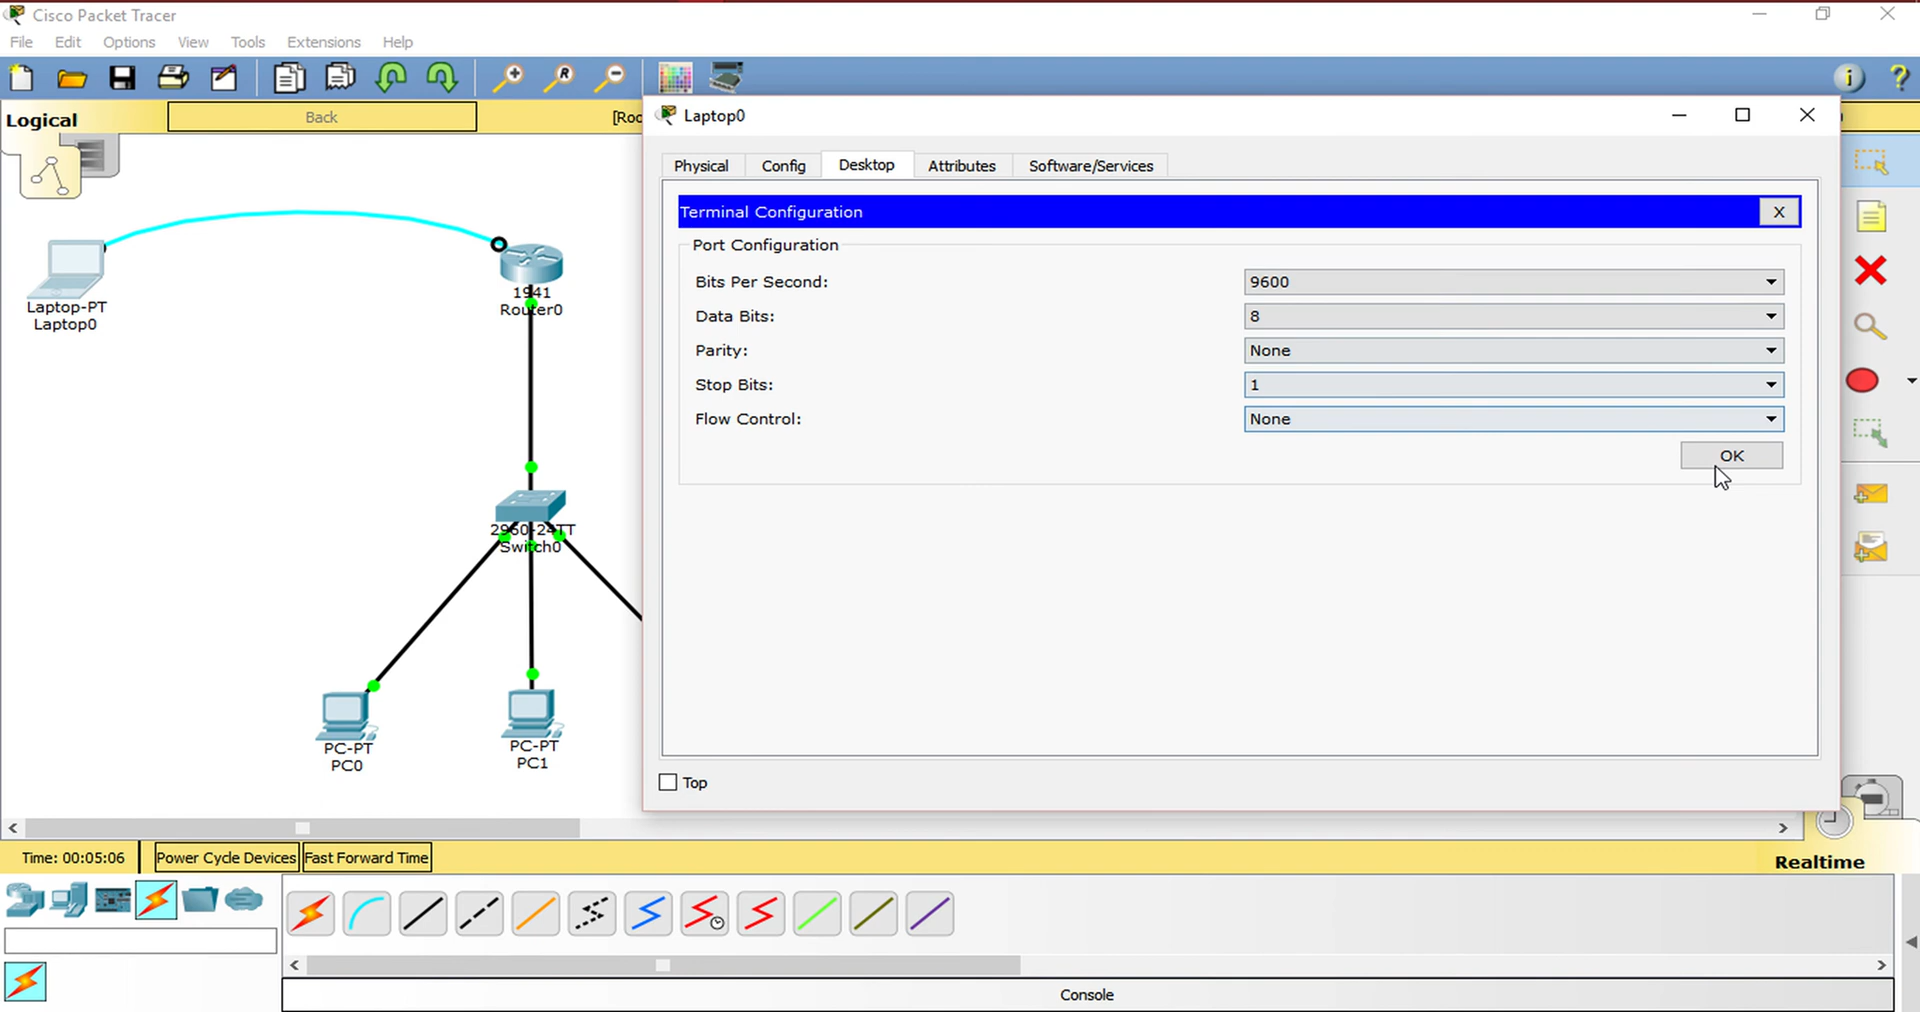 Cisco Packet Tracer
File Edit Options View Tools Extensions Help
Logical
Back
[Roo
Laptop0
Physical Config Desktop Attributes Software/Services
Terminal Configuration
X
Port Configuration
Bits Per Second: 9600
Data Bits: 8
Parity: None
Stop Bits: 1
Flow Control: None
OK
Top
Laptop-PT
Laptop0
1941
Router0
2960-24TT
Switch0
PC-PT
PC0
PC-PT
PC1
Time: 00:05:06 Power Cycle Devices Fast Forward Time
Realtime
Console